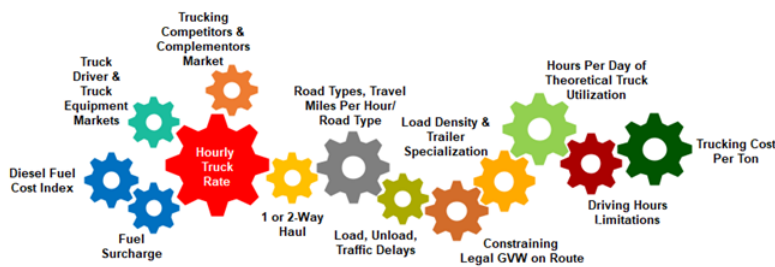 Trucking
Competitors &
Complementors
Market
Truck
Driver &
Truck
Equipment
Markets
Diesel Fuel
Cost Index
Fuel
Surcharge
Hourly
Truck
Rate
1 or 2-Way
Haul
Road Types, Travel
Miles Per Hour/
Road Type
Load, Unload,
Traffic Delays
Load Density &
Trailer
Specialization
Constraining
Legal GVW on Route
Hours Per Day of
Theoretical Truck
Utilization
Driving Hours
Limitations
Trucking Cost
Per Ton